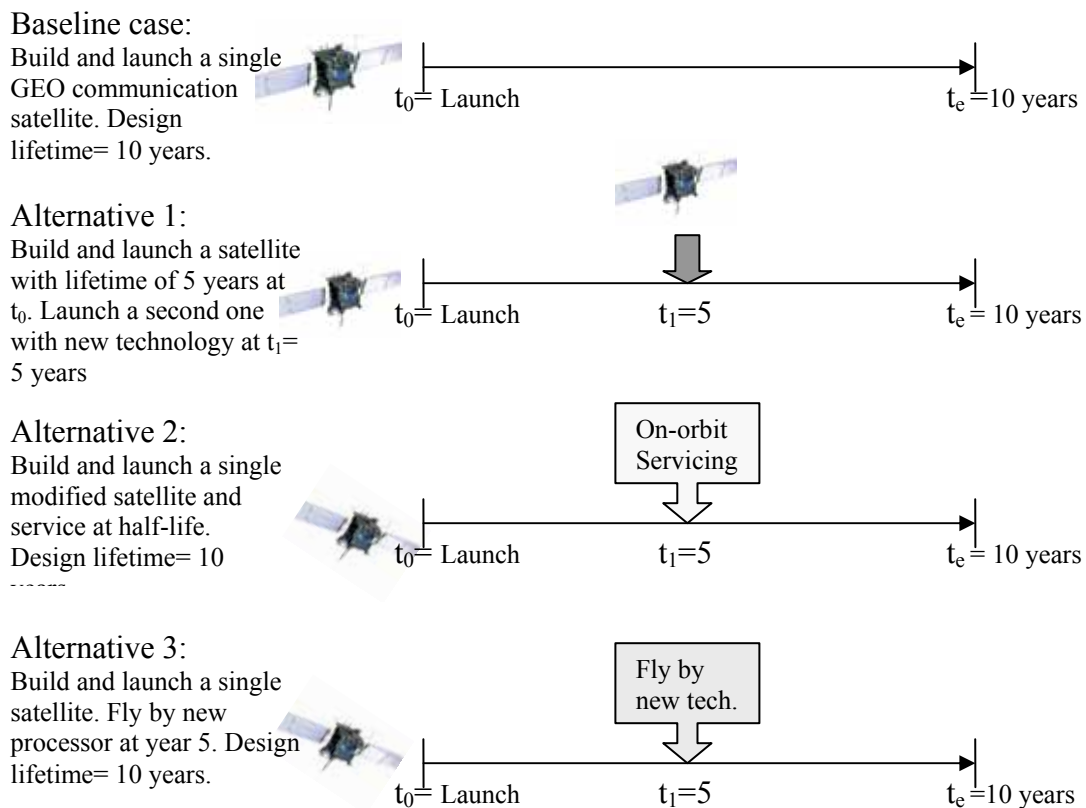 Baseline case:
Build and launch a single
GEO communication
satellite. Design
lifetime= 10 years.
t₀= Launch
tₑ =10 years
Alternative 1:
Build and launch a satellite
with lifetime of 5 years at
t₀. Launch a second one
with new technology at t₁=
5 years
t₀= Launch
t₁=5
tₑ = 10 years
Alternative 2:
Build and launch a single
modified satellite and
service at half-life.
Design lifetime= 10
On-orbit
Servicing
t₀= Launch
t₁=5
tₑ = 10 years
Alternative 3:
Build and launch a single
satellite. Fly by new
processor at year 5. Design
lifetime= 10 years.
Fly by
new tech.
t₀= Launch
t₁=5
tₑ =10 years